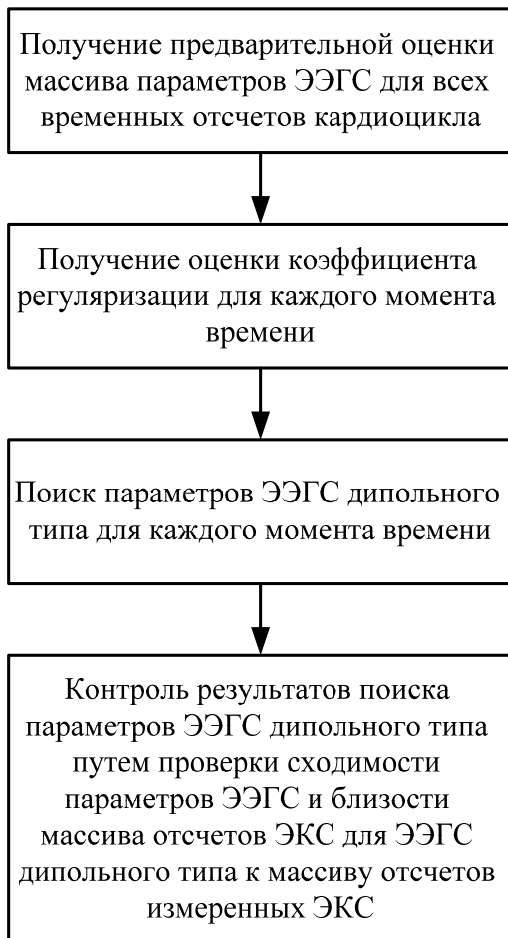 Получение предварительной оценки
массива параметров ЭЭГС для всех
временных отсчетов кардиоцикла
Получение оценки коэффициента
регуляризации для каждого момента
времени
Поиск параметров ЭЭГС дипольного
типа для каждого момента времени
Контроль результатов поиска
параметров ЭЭГС дипольного типа
путем проверки сходимости
параметров ЭЭГС и близости
массива отсчетов ЭКС для ЭЭГС
дипольного типа к массиву отсчетов
измеренных ЭКС